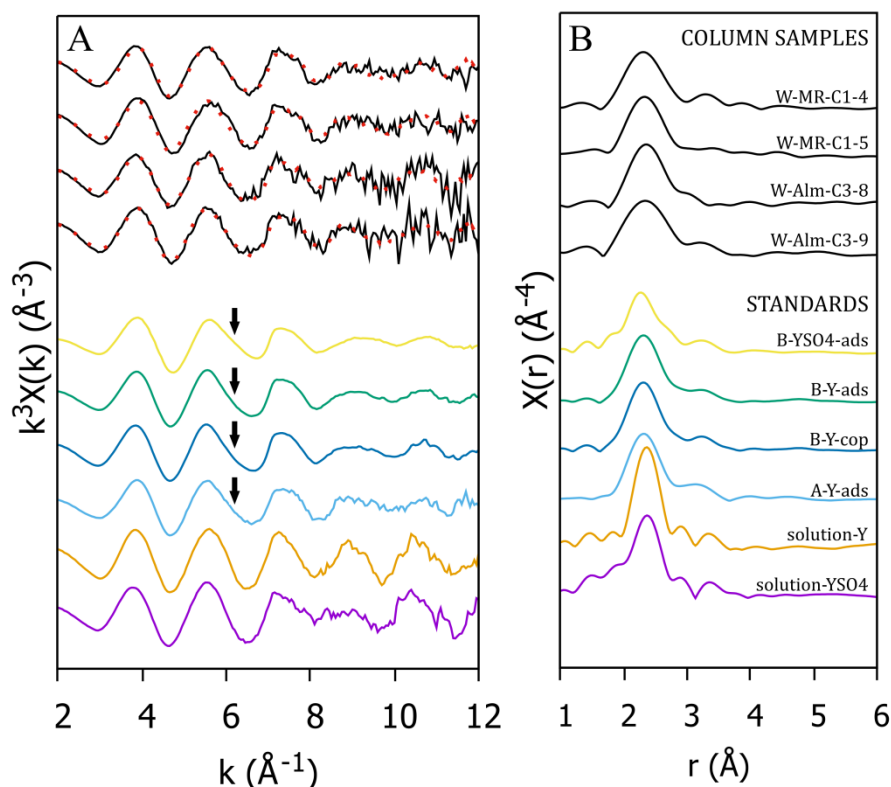 A
k³X(k) (Å⁻³)
2 4 6 8 10 12
k (Å⁻¹)
B
COLUMN SAMPLES
W-MR-C1-4
W-MR-C1-5
W-Alm-C3-8
W-Alm-C3-9
STANDARDS
B-YSO4-ads
B-Y-ads
B-Y-cop
A-Y-ads
solution-Y
solution-YSO4
X(r) (Å⁻⁴)
1 2 3 4 5 6
r (Å)